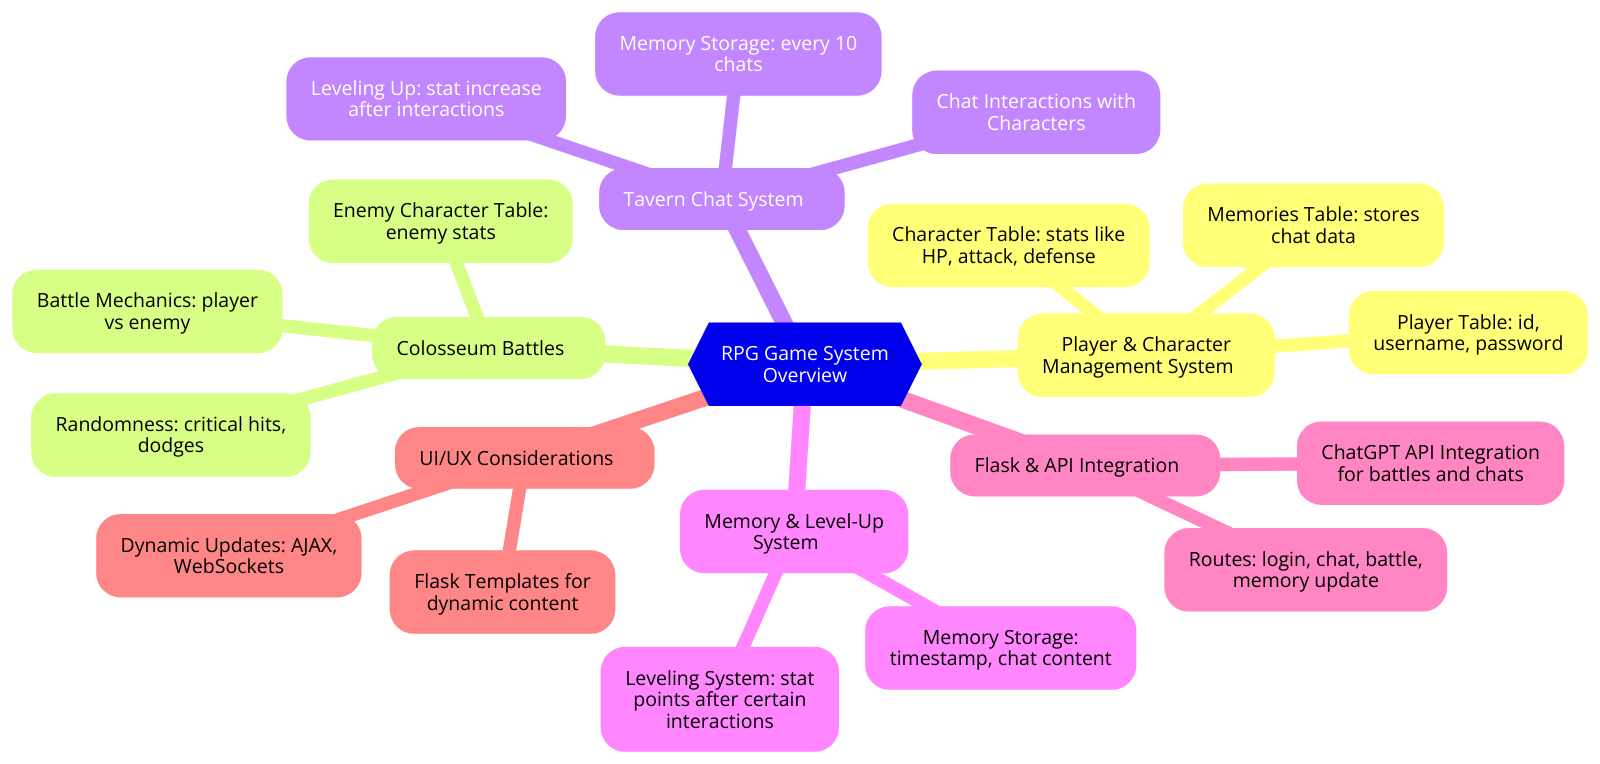 Memory Storage: every 10
chats
Leveling Up: stat increase
after interactions
Chat Interactions with
Characters
Tavern Chat System
Enemy Character Table:
enemy stats
Character Table: stats like
HP, attack, defense
Memories Table: stores
chat data
Battle Mechanics: player
vs enemy
Colosseum Battles
RPG Game System
Overview
Player & Character
Management System
Player Table: id,
username, password
Randomness: critical hits,
dodges
UI/UX Considerations
Flask & API Integration
ChatGPT API Integration
for battles and chats
Dynamic Updates: AJAX,
WebSockets
Flask Templates for
dynamic content
Memory & Level-Up
System
Routes: login, chat, battle,
memory update
Memory Storage:
timestamp, chat content
Leveling System: stat
points after certain
interactions